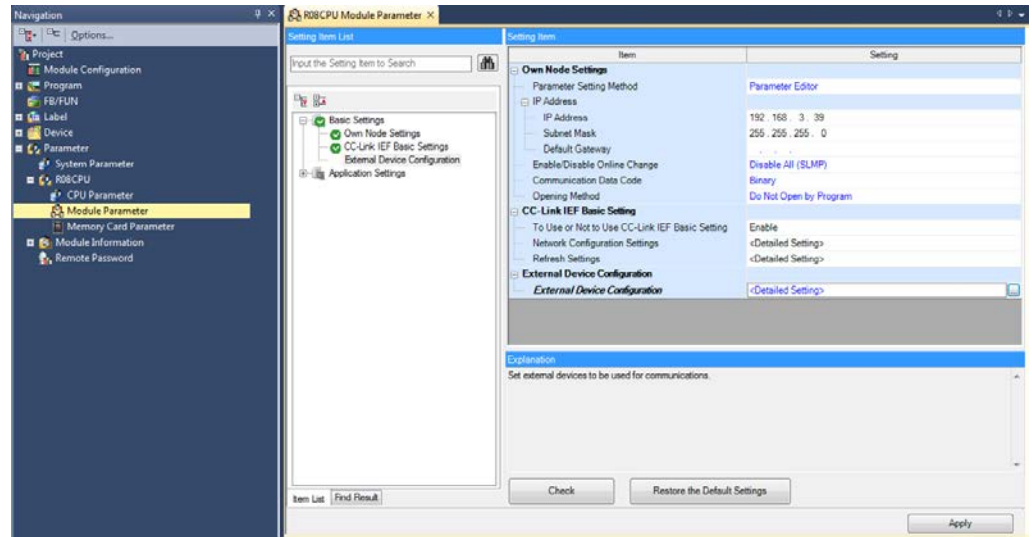 Navigation
Options...
Project
Module Configuration
Program
FB/FUN
Label
Device
Parameter
System Parameter
R08CPU
CPU Parameter
Module Parameter
Memory Card Parameter
Module Information
Remote Password
R08CPU Module Parameter
Setting Item List
Input the Setting Item to Search
Basic Settings
Own Node Settings
CC-Link IEF Basic Settings
External Device Configuration
Application Settings
Item List Find Result
Setting Item
Item Setting
Own Node Settings
Parameter Setting Method Parameter Editor
IP Address
IP Address 192 . 168 . 3 . 39
Subnet Mask 255 . 255 . 255 . 0
Default Gateway . . .
Enable/Disable Online Change Disable All (SLMP)
Communication Data Code Binary
Opening Method Do Not Open by Program
CC-Link IEF Basic Setting
To Use or Not to Use CC-Link IEF Basic Setting Enable
Network Configuration Settings <Detailed Setting>
Refresh Settings <Detailed Setting>
External Device Configuration
External Device Configuration <Detailed Setting> ...
Explanation
Set external devices to be used for communications.
Check Restore the Default Settings
Apply